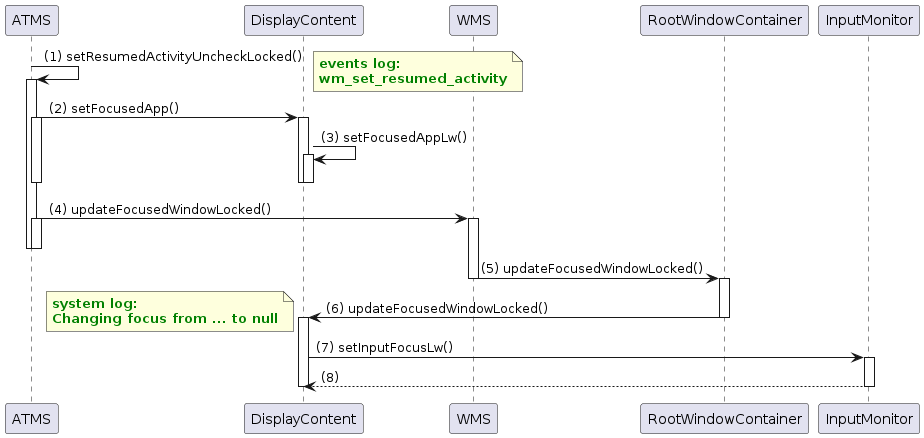 ATMS
DisplayContent
WMS
RootWindowContainer
InputMonitor
(1) setResumedActivityUncheckLocked()
events log:
wm_set_resumed_activity
(2) setFocusedApp()
(3) setFocusedAppLw()
(4) updateFocusedWindowLocked()
(5) updateFocusedWindowLocked()
system log:
Changing focus from ... to null
(6) updateFocusedWindowLocked()
(7) setInputFocusLw()
(8)
ATMS
DisplayContent
WMS
RootWindowContainer
InputMonitor